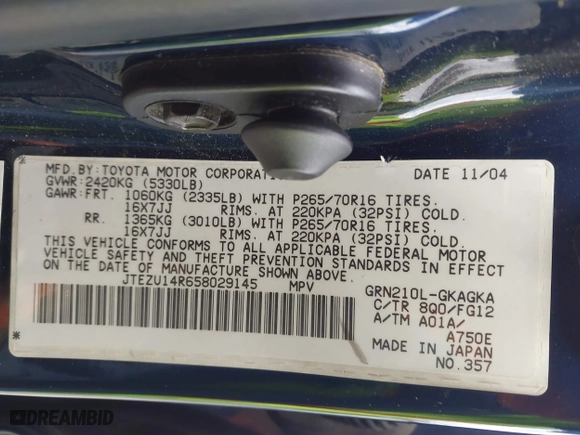 MFD.BY:TOYOTA MOTOR CORPORATION DATE 11/04
GVWR:2420KG (5330LB)
GAWR:FRT. 1060KG (2335LB) WITH P265/70R16 TIRES.
16X7JJ RIMS. AT 220KPA (32PSI) COLD.
RR. 1365KG (3010LB) WITH P265/70R16 TIRES.
16X7JJ RIMS. AT 220KPA (32PSI) COLD.
THIS VEHICLE CONFORMS TO ALL APPLICABLE FEDERAL MOTOR
VEHICLE SAFETY AND THEFT PREVENTION STANDARDS IN EFFECT
ON THE DATE OF MANUFACTURE SHOWN ABOVE.
*JTEZU14R658029145* MPV GRN210L-GKAGKA
C/TR 8Q0/FG12
A/TM A01A/
A750E
MADE IN JAPAN
NO.357
DREAMBID